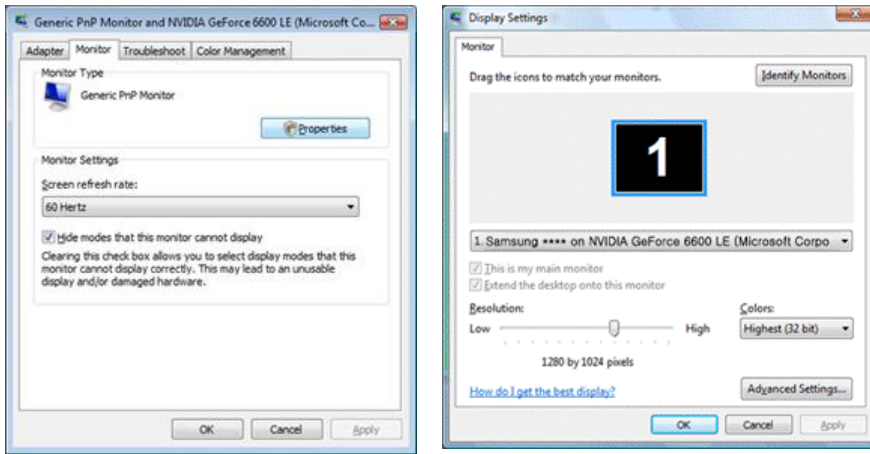 Generic PnP Monitor and NVIDIA GeForce 6600 LE (Microsoft Co...
Adapter
Monitor
Troubleshoot
Color Management
Monitor Type
Generic PnP Monitor
Properties
Monitor Settings
Screen refresh rate:
60 Hertz
Hide modes that this monitor cannot display
Clearing this check box allows you to select display modes that this
monitor cannot display correctly. This may lead to an unusable
display and/or damaged hardware.
OK
Cancel
Apply
Display Settings
Monitor
Drag the icons to match your monitors.
Identify Monitors
1
1. Samsung **** on NVIDIA GeForce 6600 LE (Microsoft Corpo
This is my main monitor
Extend the desktop onto this monitor
Resolution:
Colors:
Low
High
Highest (32 bit)
1280 by 1024 pixels
How do I get the best display?
Advanced Settings...
OK
Cancel
Apply